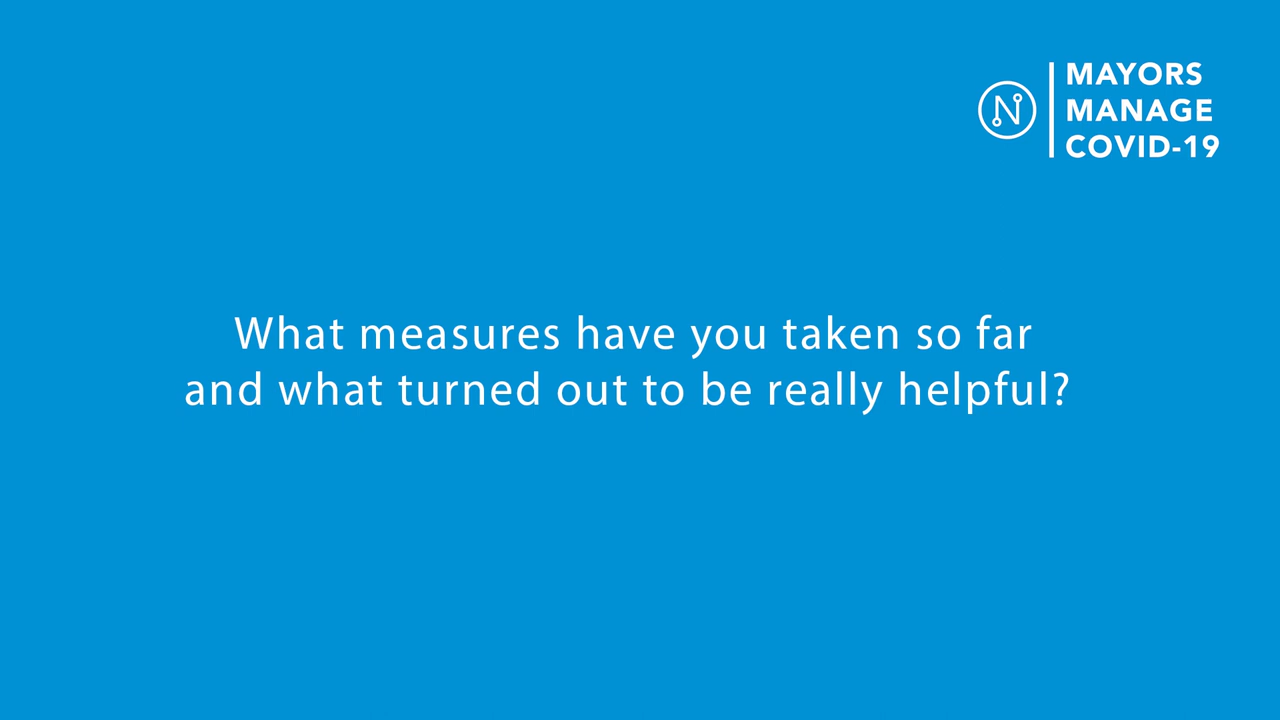 MAYORS
MANAGE
COVID-19
What measures have you taken so far
and what turned out to be really helpful?